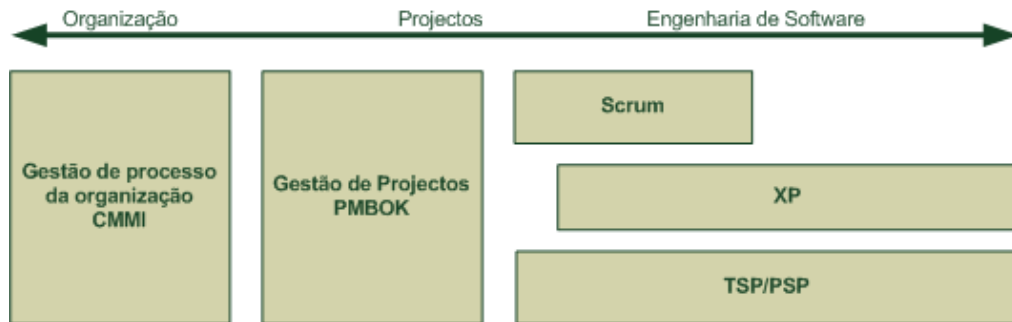 Organização Projectos Engenharia de Software
Gestão de processo
da organização
CMMI
Gestão de Projectos
PMBOK
Scrum
XP
TSP/PSP